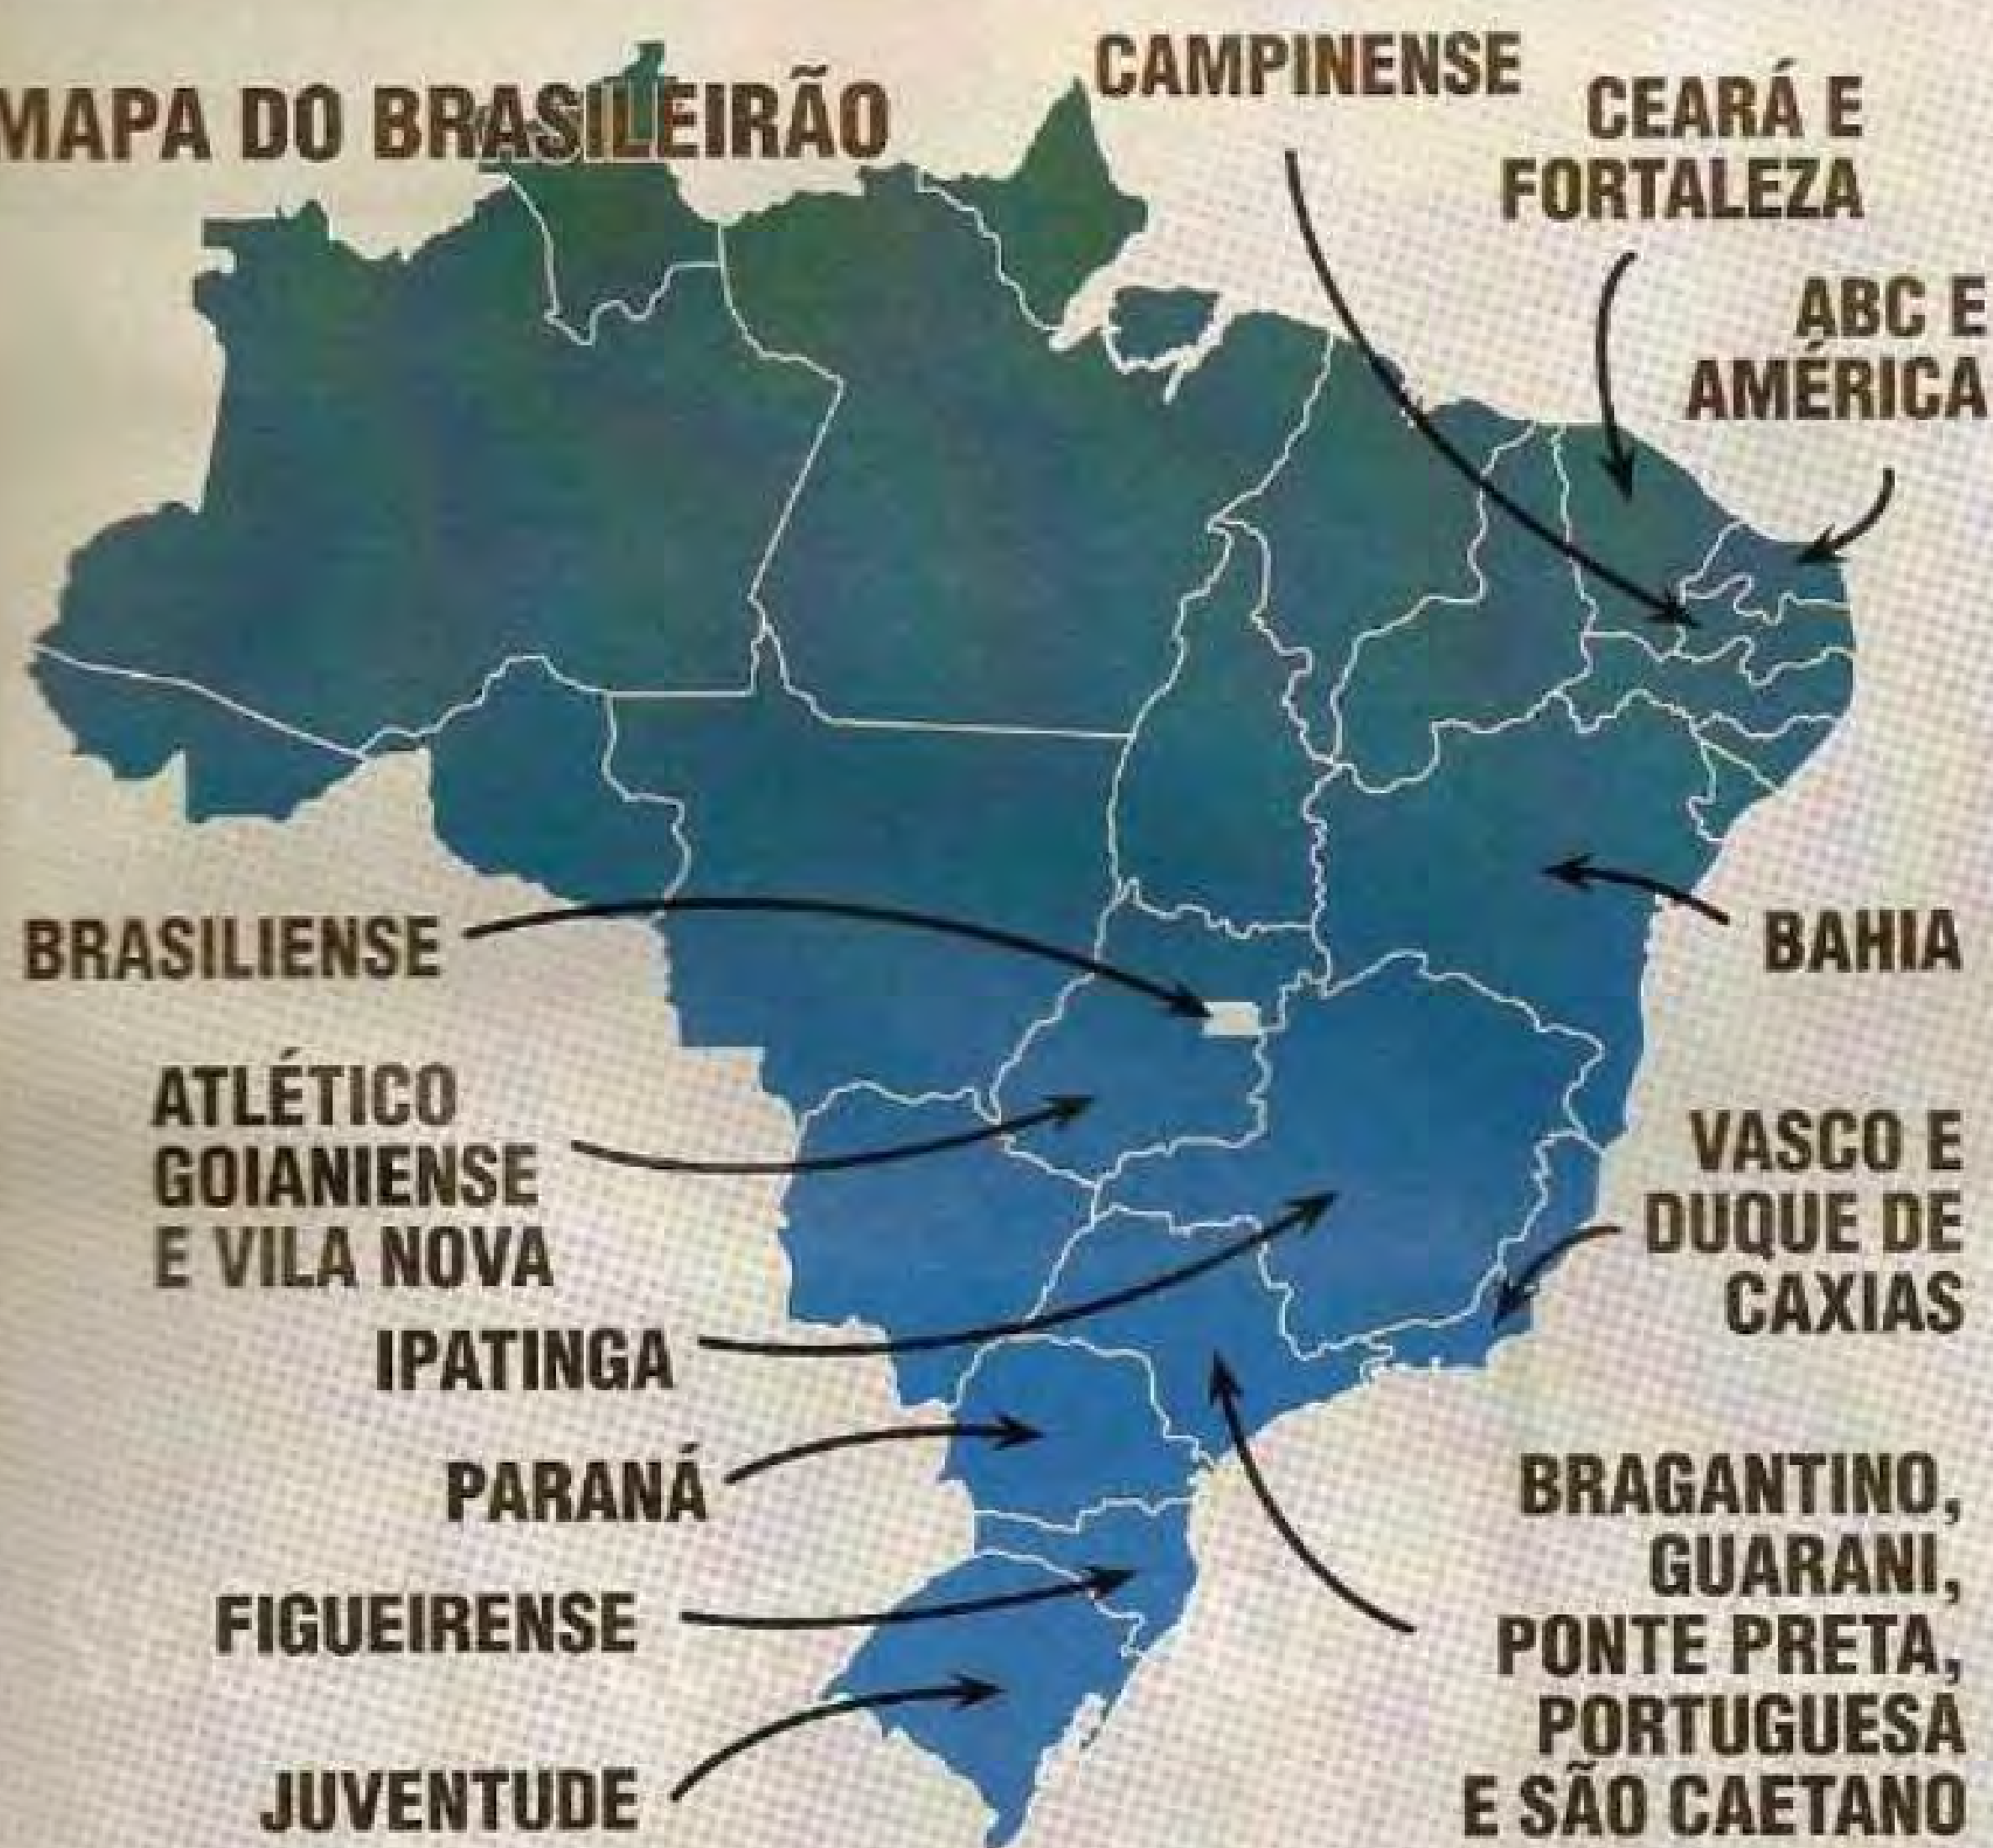 MAPA DO BRASILEIRÃO
CAMPINENSE
CEARÁ E
FORTALEZA
ABC E
AMÉRICA
BRASILIENSE
BAHIA
ATLÉTICO
GOIANIENSE
E VILA NOVA
VASCO E
DUQUE DE
CAXIAS
IPATINGA
PARANÁ
BRAGANTINO,
GUARANI,
PONTE PRETA,
PORTUGUESA
E SÃO CAETANO
FIGUEIRENSE
JUVENTUDE